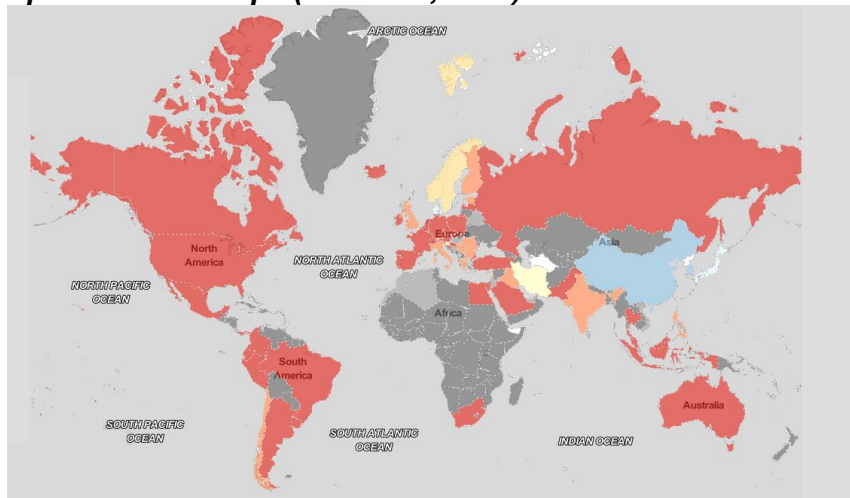 ARCTIC OCEAN
Europe
Asia
North
America
NORTH ATLANTIC
OCEAN
NORTH PACIFIC
OCEAN
Africa
South
America
Australia
SOUTH PACIFIC
OCEAN
SOUTH ATLANTIC
OCEAN
INDIAN OCEAN